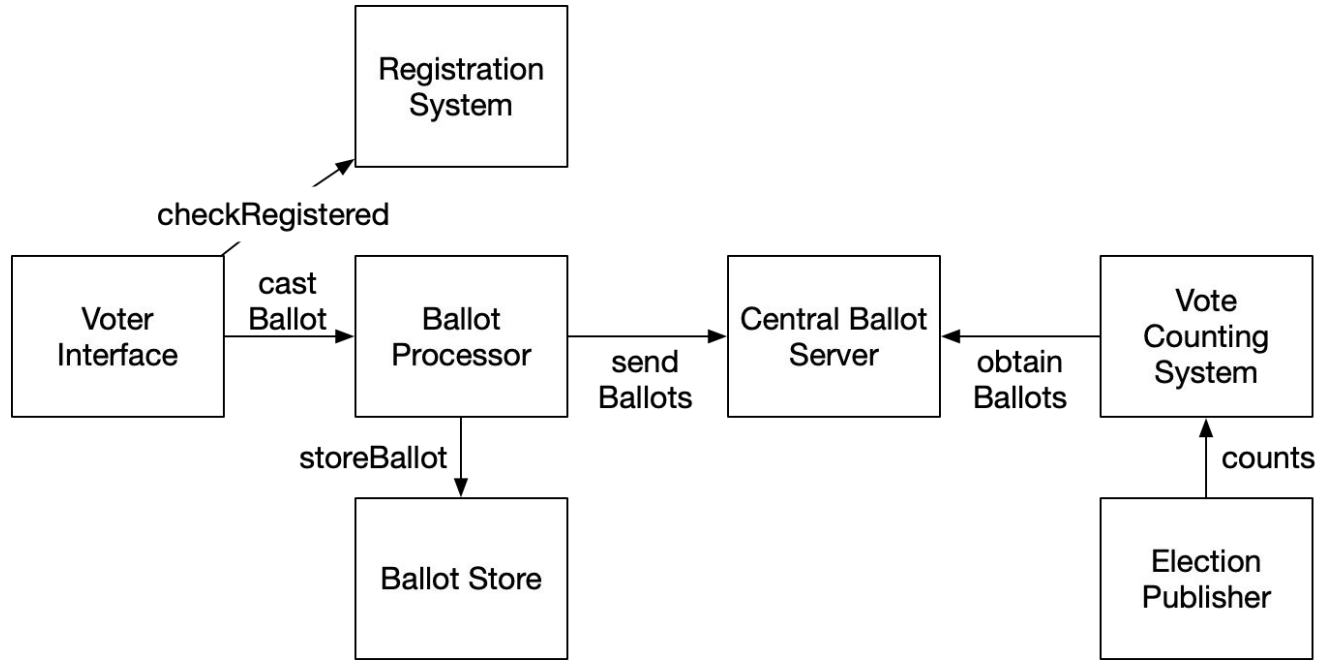 Registration
System
checkRegistered
Voter
Interface
cast
Ballot
Ballot
Processor
send
Ballots
Central Ballot
Server
obtain
Ballots
Vote
Counting
System
storeBallot
counts
Ballot Store
Election
Publisher